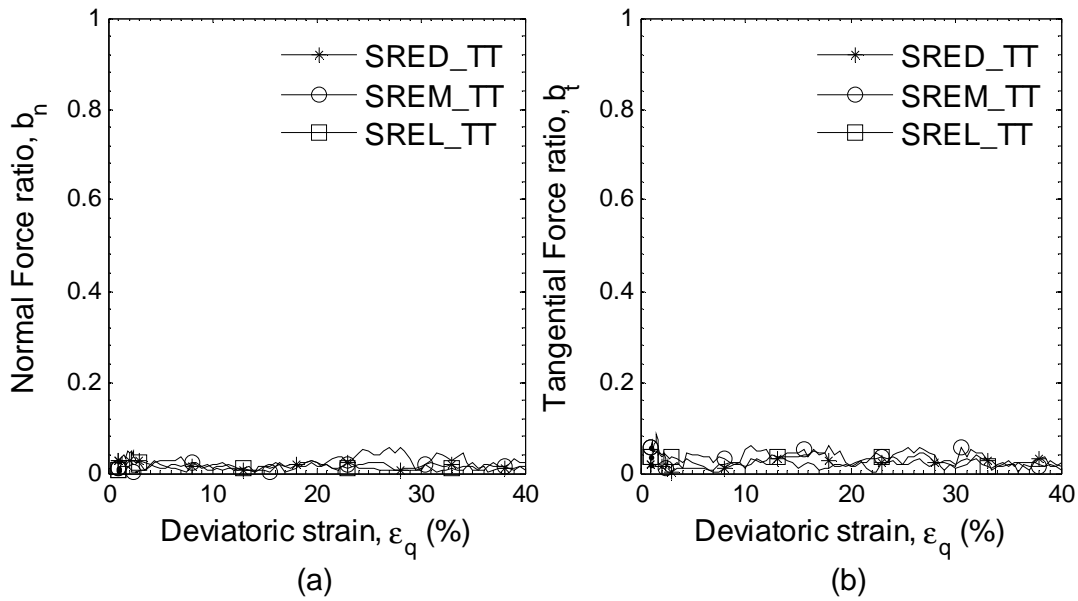 1
0.8
0.6
0.4
0.2
0
Normal Force ratio, b_n
SRED_TT
SREM_TT
SREL_TT
0 10 20 30 40
Deviatoric strain, ε_q (%)
(a)
1
0.8
0.6
0.4
0.2
0
Tangential Force ratio, b_t
SRED_TT
SREM_TT
SREL_TT
0 10 20 30 40
Deviatoric strain, ε_q (%)
(b)